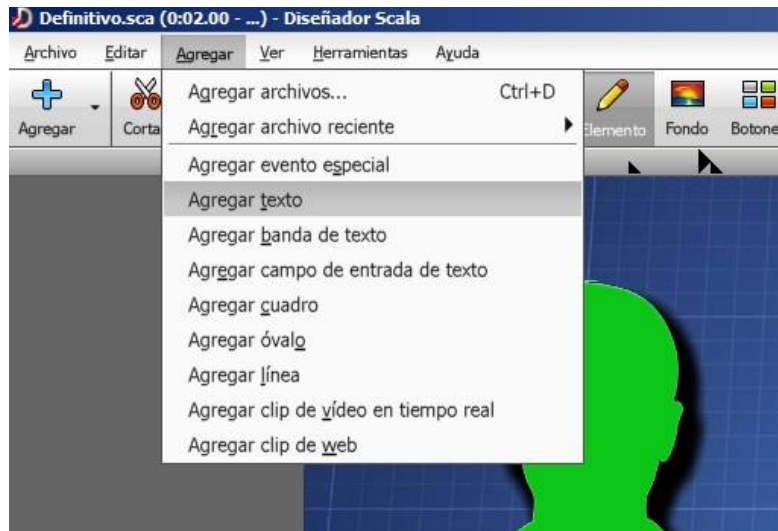 Definitivo.sca (0:02.00 - ...) - Diseñador Scala
Archivo Editar Agregar Ver Herramientas Ayuda
Agregar Corta Elemento Fondo Botone
Agregar archivos... Ctrl+D
Agregar archivo reciente
Agregar evento especial
Agregar texto
Agregar banda de texto
Agregar campo de entrada de texto
Agregar cuadro
Agregar óvalo
Agregar línea
Agregar clip de vídeo en tiempo real
Agregar clip de web